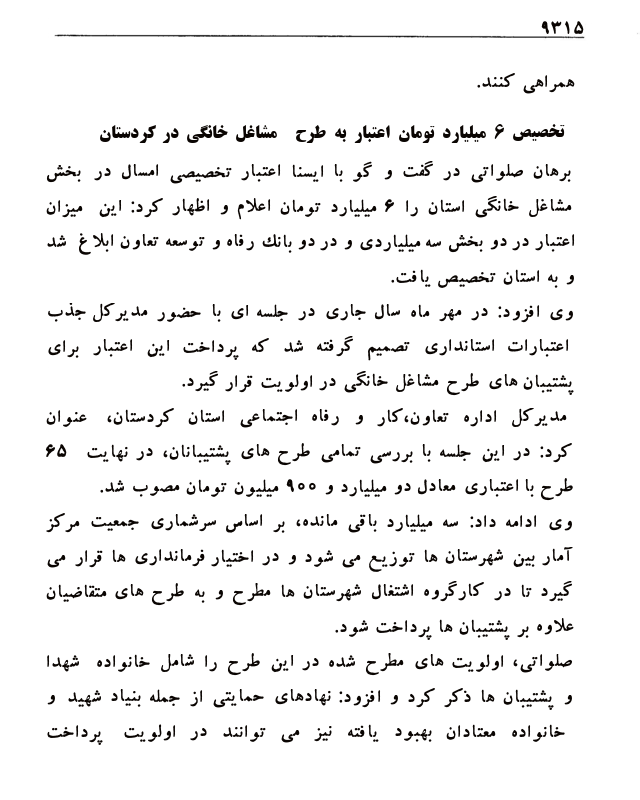 ۹۳۱۵
همراهی کنند.
تخصیص ۶ میلیارد تومان اعتبار به طرح مشاغل خانگی در کردستان
برهان صلواتی در گفت و گو با ایسنا اعتبار تخصیصی امسال در بخش
مشاغل خانگی استان را ۶ میلیارد تومان اعلام و اظهار کرد: این میزان
اعتبار در دو بخش سه میلیاردی و در دو بانك رفاه و توسعه تعاون ابلاغ شد
و به استان تخصیص یافت.
وی افزود: در مهر ماه سال جاری در جلسه ای با حضور مدیرکل جذب
اعتبارات استانداری تصمیم گرفته شد که پرداخت این اعتبار برای
پشتیبان های طرح مشاغل خانگی در اولویت قرار گیرد.
مدیرکل اداره تعاون،کار و رفاه اجتماعی استان کردستان، عنوان
کرد: در این جلسه با بررسی تمامی طرح های پشتیبانان، در نهایت ۶۵
طرح با اعتباری معادل دو میلیارد و ۹۰۰ میلیون تومان مصوب شد.
وی ادامه داد: سه میلیارد باقی مانده، بر اساس سرشماری جمعیت مرکز
آمار بین شهرستان ها توزیع می شود و در اختیار فرمانداری ها قرار می
گیرد تا در کارگروه اشتغال شهرستان ها مطرح و به طرح های متقاضیان
علاوه بر پشتیبان ها پرداخت شود.
صلواتی، اولویت های مطرح شده در این طرح را شامل خانواده شهدا
و پشتیبان ها ذکر کرد و افزود: نهادهای حمایتی از جمله بنیاد شهید و
خانواده معتادان بهبود یافته نیز می توانند در اولویت پرداخت